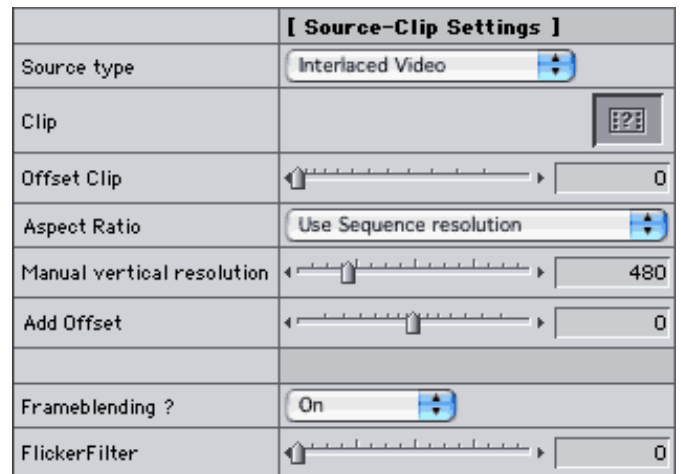 [ Source-Clip Settings ]
Source type Interlaced Video
Clip [?]
Offset Clip 0
Aspect Ratio Use Sequence resolution
Manual vertical resolution 480
Add Offset 0
Frameblending ? On
FlickerFilter 0